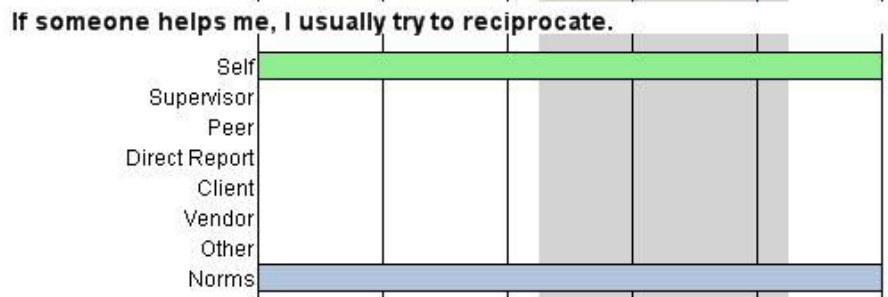 If someone helps me, I usually try to reciprocate.
Self
Supervisor
Peer
Direct Report
Client
Vendor
Other
Norms